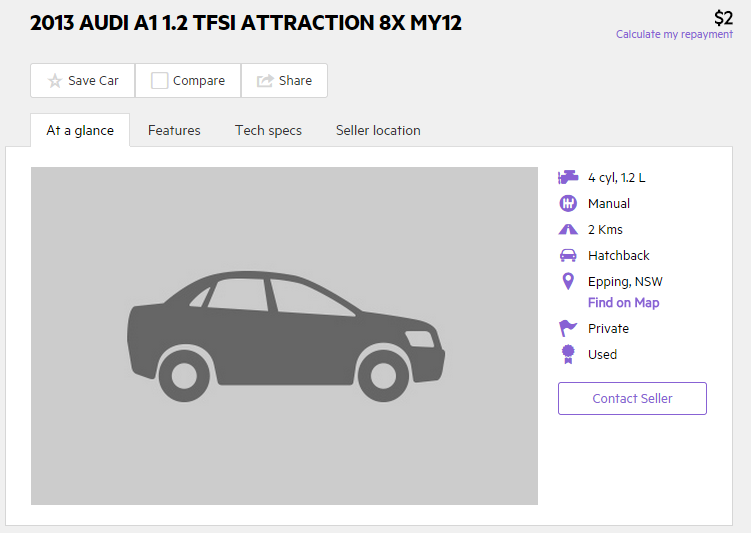 2013 AUDI A1 1.2 TFSI ATTRACTION 8X MY12
$2
Calculate my repayment
Save Car
Compare
Share
At a glance
Features
Tech specs
Seller location
4 cyl, 1.2 L
Manual
2 Kms
Hatchback
Epping, NSW
Find on Map
Private
Used
Contact Seller